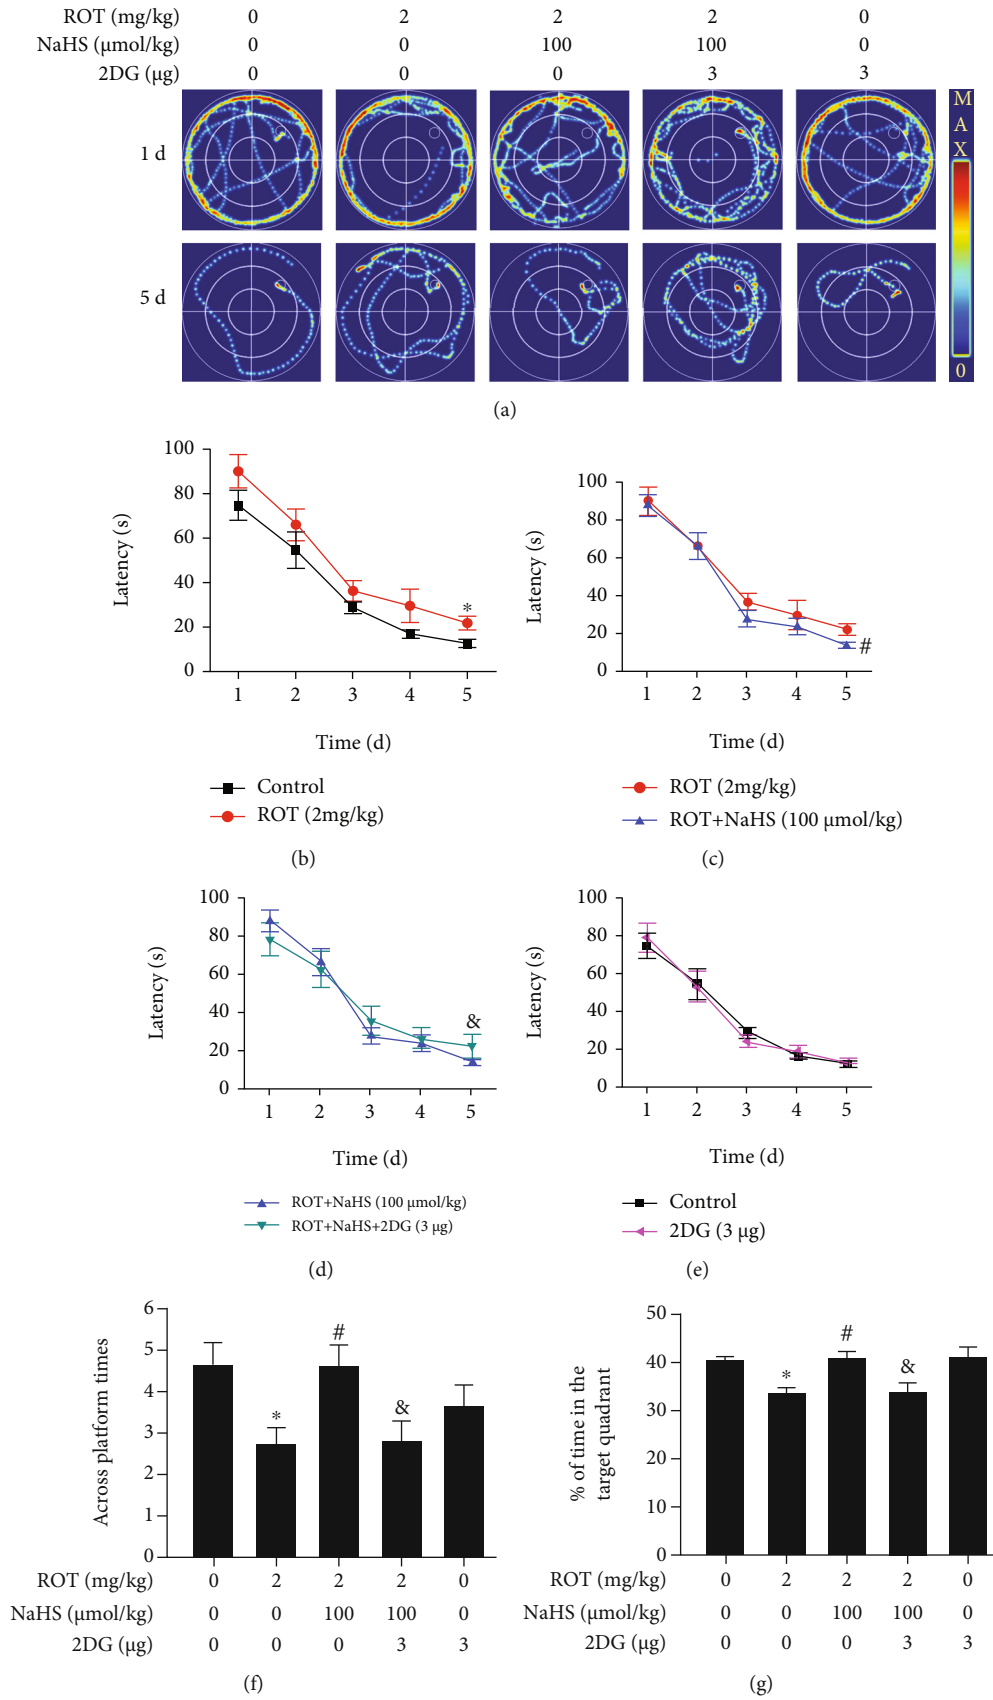 ROT (mg/kg) 0 2 2 2 0
NaHS (μmol/kg) 0 0 100 100 0
2DG (μg) 0 0 0 3 3
1 d
5 d
M
A
X
0
(a)
100
80
60
40
20
0
Latency (s)
*
1 2 3 4 5
Time (d)
Control
ROT (2mg/kg)
(b)
100
80
60
40
20
0
Latency (s)
#
1 2 3 4 5
Time (d)
ROT (2mg/kg)
ROT+NaHS (100 μmol/kg)
(c)
100
80
60
40
20
0
Latency (s)
&
1 2 3 4 5
Time (d)
ROT+NaHS (100 μmol/kg)
ROT+NaHS+2DG (3 μg)
(d)
100
80
60
40
20
0
Latency (s)
1 2 3 4 5
Time (d)
Control
2DG (3 μg)
(e)
6
5
4
3
2
1
0
Across platform times
* # &
ROT (mg/kg) 0 2 2 2 0
NaHS (μmol/kg) 0 0 100 100 0
2DG (μg) 0 0 0 3 3
(f)
50
40
30
20
10
0
% of time in the
target quadrant
* # &
ROT (mg/kg) 0 2 2 2 0
NaHS (μmol/kg) 0 0 100 100 0
2DG (μg) 0 0 0 3 3
(g)